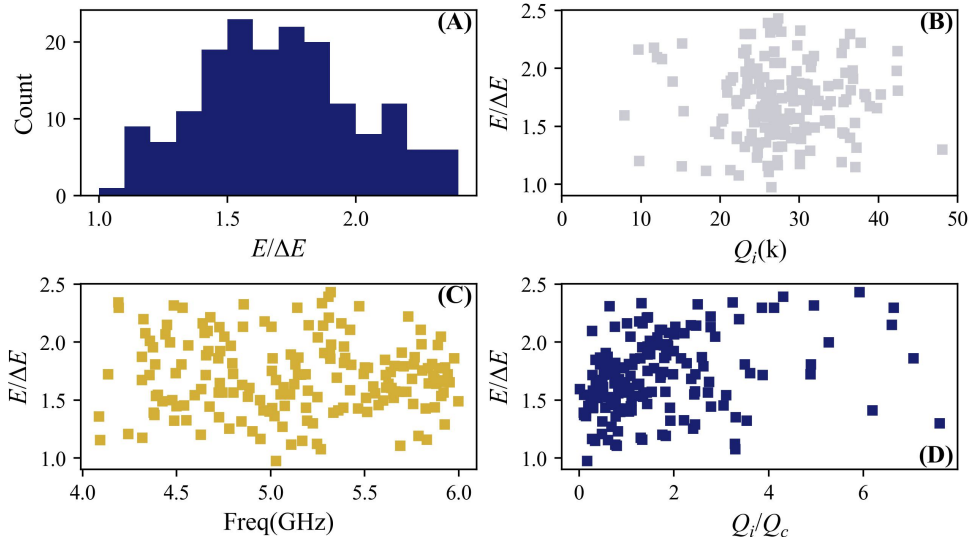 (A)
Count
20
10
0
1.0 1.5 2.0
E/ΔE
(B)
E/ΔE
2.5
2.0
1.5
1.0
0 10 20 30 40 50
Q_i(k)
(C)
E/ΔE
2.5
2.0
1.5
1.0
4.0 4.5 5.0 5.5 6.0
Freq(GHz)
(D)
E/ΔE
2.5
2.0
1.5
1.0
0 2 4 6
Q_i/Q_c